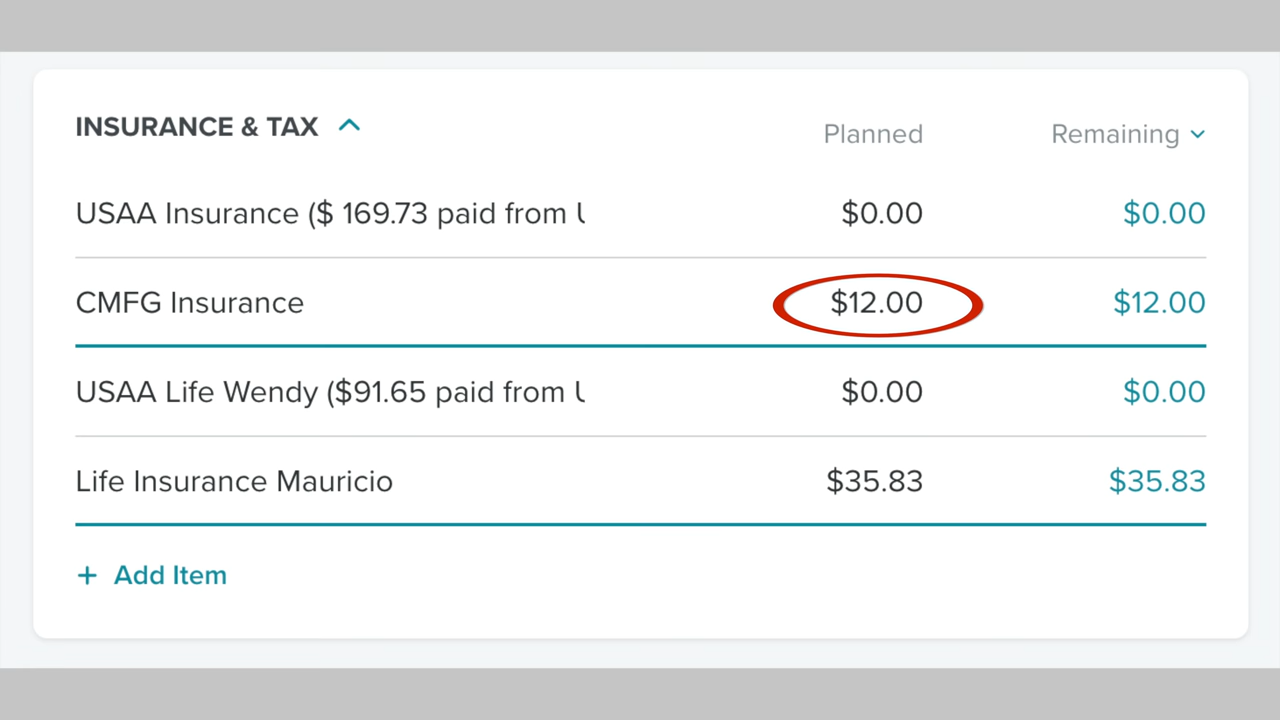 INSURANCE & TAX
Planned Remaining
USAA Insurance ($ 169.73 paid from $0.00 $0.00
CMFG Insurance $12.00 $12.00
USAA Life Wendy ($91.65 paid from $0.00 $0.00
Life Insurance Mauricio $35.83 $35.83
+ Add Item